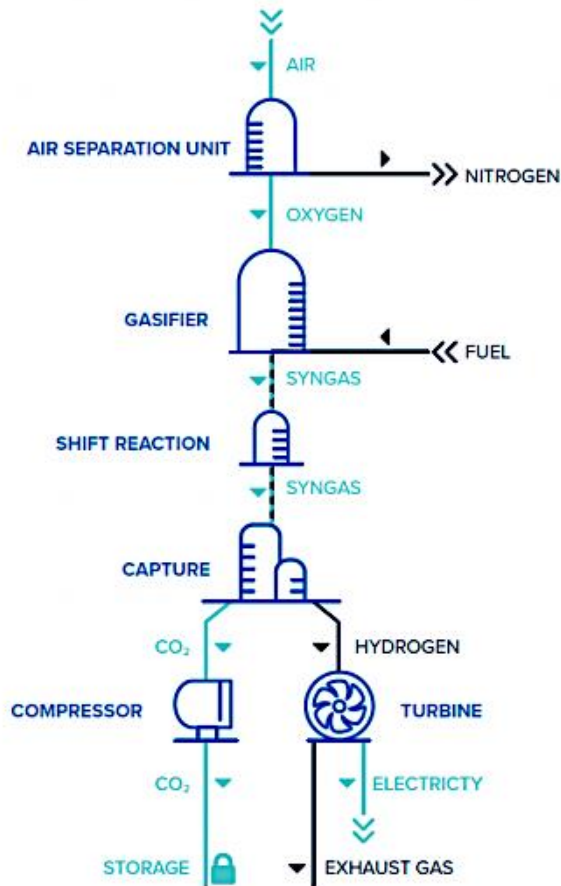 AIR
AIR SEPARATION UNIT
NITROGEN
OXYGEN
GASIFIER
FUEL
SYNGAS
SHIFT REACTION
SYNGAS
CAPTURE
CO₂
HYDROGEN
COMPRESSOR
TURBINE
CO₂
ELECTRICTY
STORAGE
EXHAUST GAS